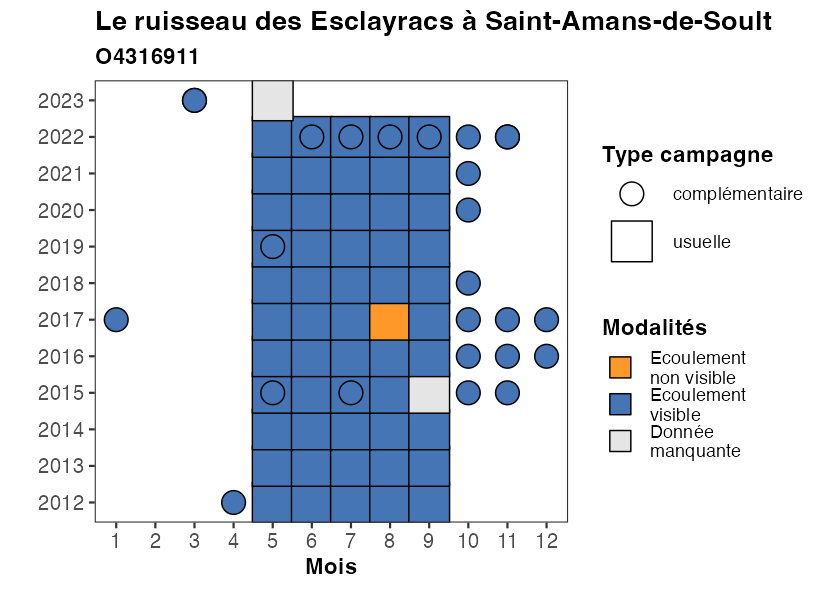 Le ruisseau des Esclayracs à Saint-Amans-de-Soult
O4316911
2023
2022
2021
2020
2019
2018
2017
2016
2015
2014
2013
2012
1 2 3 4 5 6 7 8 9 10 11 12
Mois
Type campagne
complémentaire
usuelle
Modalités
Ecoulement
non visible
Ecoulement
visible
Donnée
manquante